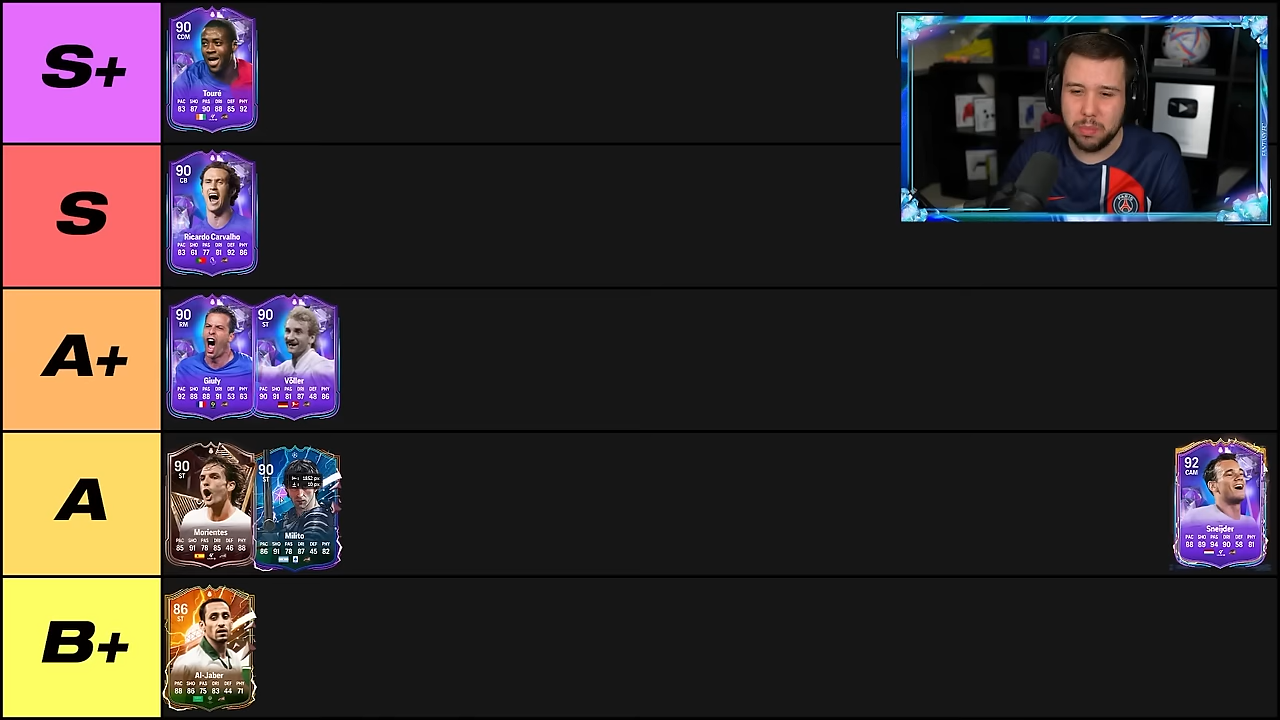 S+
90
CDM
Touré
PAC SHO PAS DRI DEF PHY
83 87 90 88 85 92
S
90
CB
Ricardo Carvalho
PAC SHO PAS DRI DEF PHY
83 61 77 81 92 86
A+
90
RM
Giuly
PAC SHO PAS DRI DEF PHY
92 88 88 91 53 63
90
ST
Völler
PAC SHO PAS DRI DEF PHY
90 91 81 87 48 86
A
90
ST
Morientes
PAC SHO PAS DRI DEF PHY
85 91 78 85 46 88
90
ST
Milito
PAC SHO PAS DRI DEF PHY
86 91 78 87 45 82
92
CAM
Sneijder
PAC SHO PAS DRI DEF PHY
88 89 94 90 58 81
B+
86
ST
Al-Jaber
PAC SHO PAS DRI DEF PHY
88 86 75 83 44 71